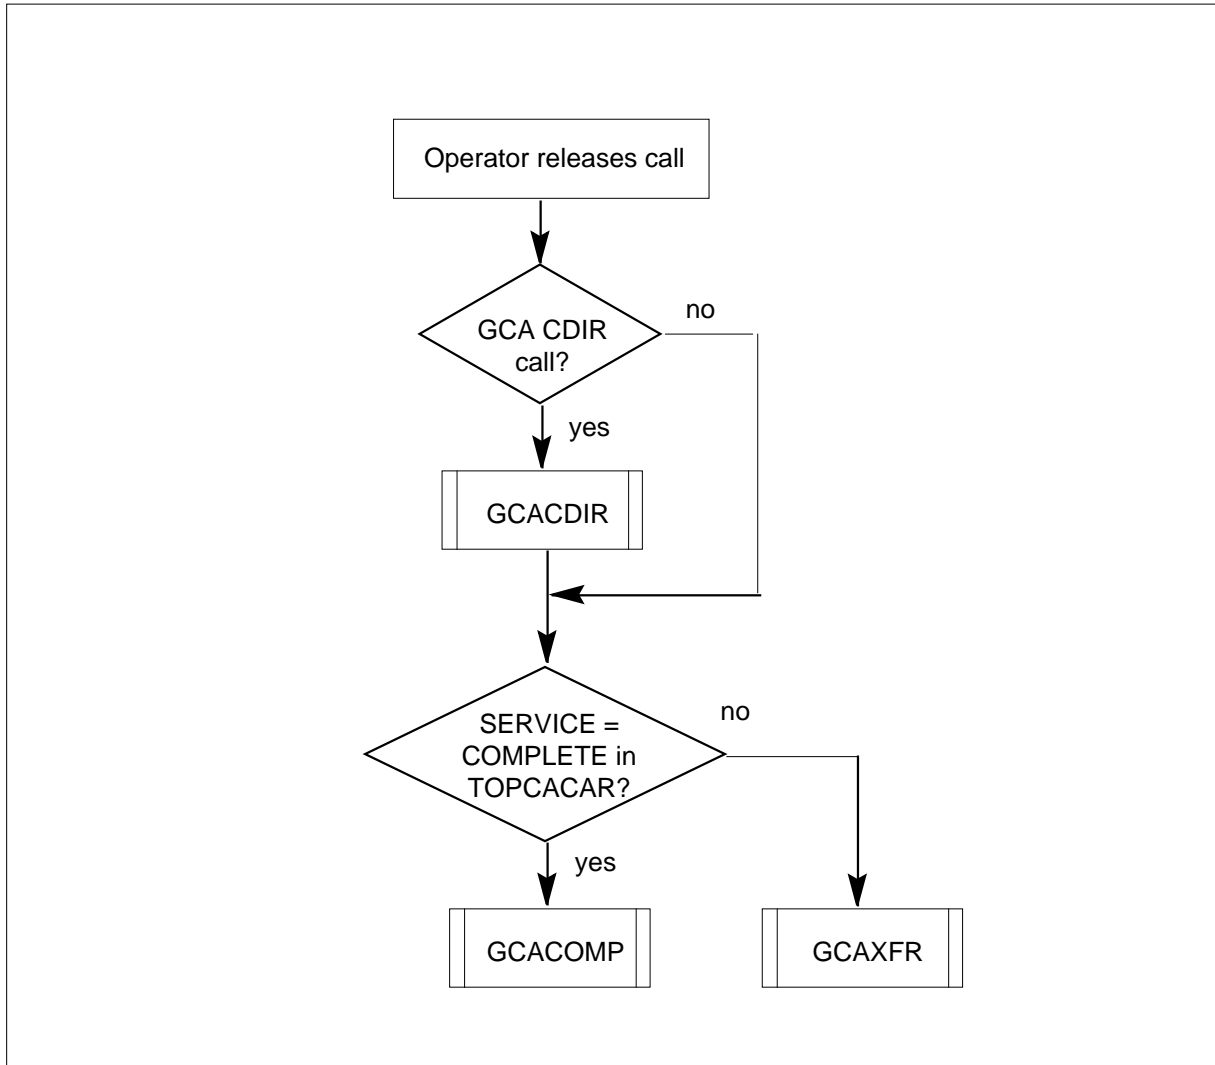 Operator releases call
GCA CDIR
call?
no
yes
GCACDIR
SERVICE =
COMPLETE in
TOPCACAR?
no
yes
GCACOMP
GCAXFR